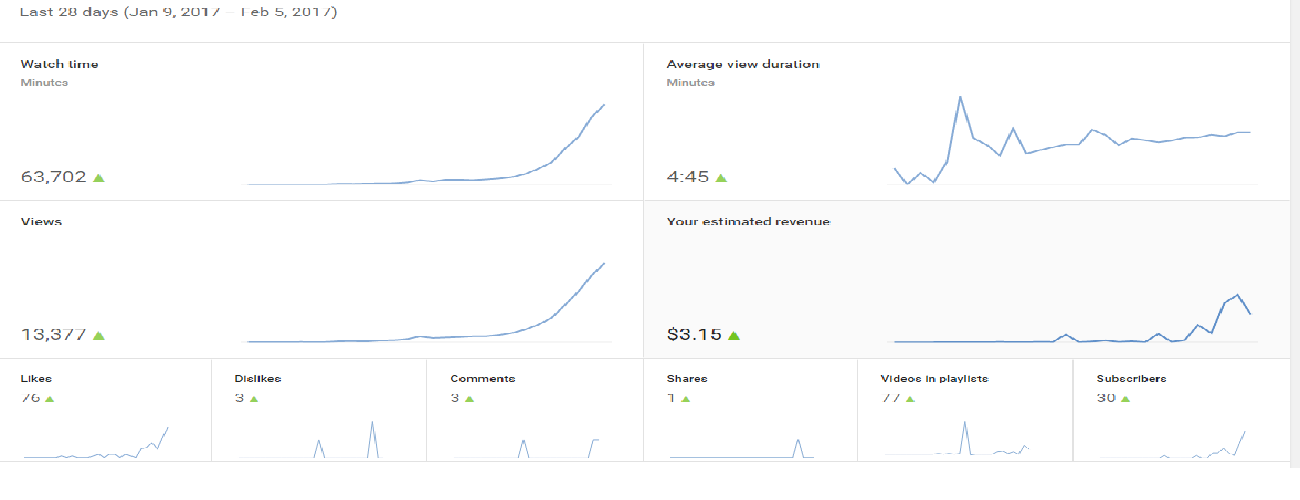 Last 28 days (Jan 9, 2017 – Feb 5, 2017)
Watch time
Minutes
63,702
Average view duration
Minutes
4:45
Views
13,377
Your estimated revenue
$3.15
Likes
76
Dislikes
3
Comments
3
Shares
1
Videos in playlists
77
Subscribers
30